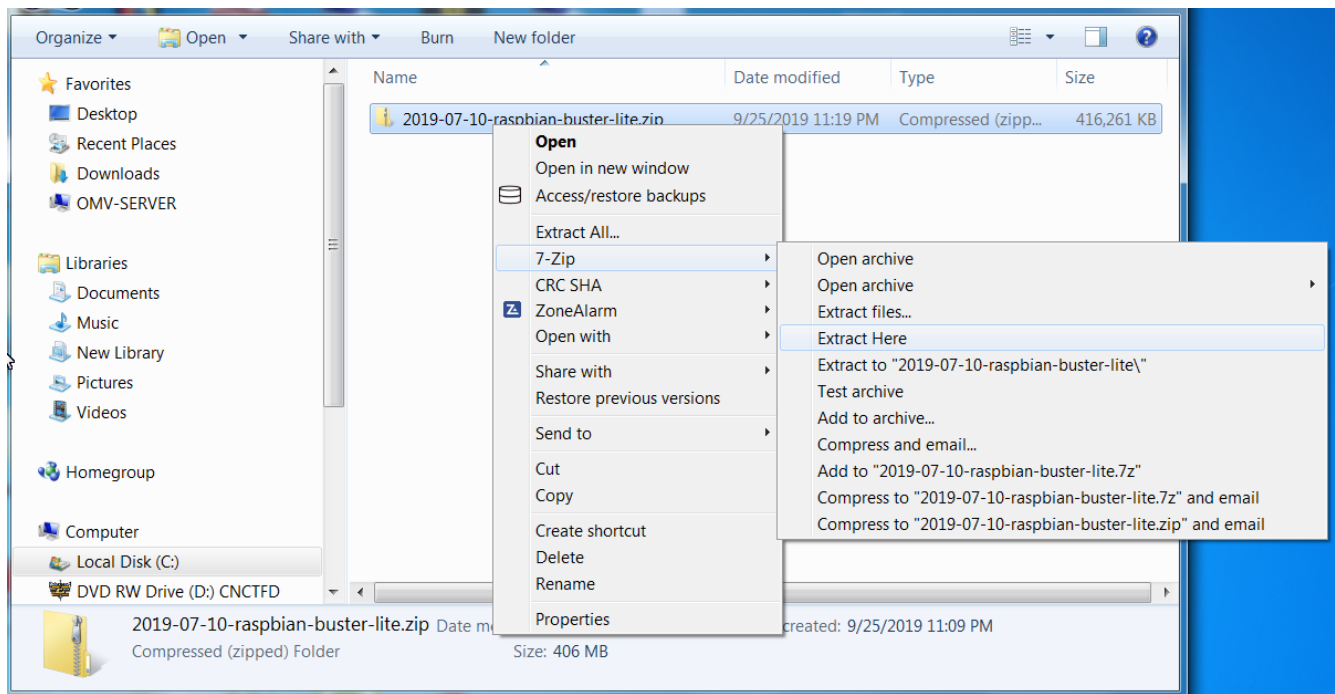 Organize Open Share with Burn New folder
Name Date modified Type Size
Favorites
Desktop
Recent Places
Downloads
OMV-SERVER
Libraries
Documents
Music
New Library
Pictures
Videos
Homegroup
Computer
Local Disk (C:)
DVD RW Drive (D:) CNCTFD
2019-07-10-raspbian-buster-lite.zip 9/25/2019 11:19 PM Compressed (zipp... 416,261 KB
Open
Open in new window
Access/restore backups
Extract All...
7-Zip
CRC SHA
ZoneAlarm
Open with
Share with
Restore previous versions
Send to
Cut
Copy
Create shortcut
Delete
Rename
Properties
Open archive
Open archive
Extract files...
Extract Here
Extract to "2019-07-10-raspbian-buster-lite\"
Test archive
Add to archive...
Compress and email...
Add to "2019-07-10-raspbian-buster-lite.7z"
Compress to "2019-07-10-raspbian-buster-lite.7z" and email
Compress to "2019-07-10-raspbian-buster-lite.zip" and email
2019-07-10-raspbian-buster-lite.zip Date created: 9/25/2019 11:09 PM
Compressed (zipped) Folder Size: 406 MB